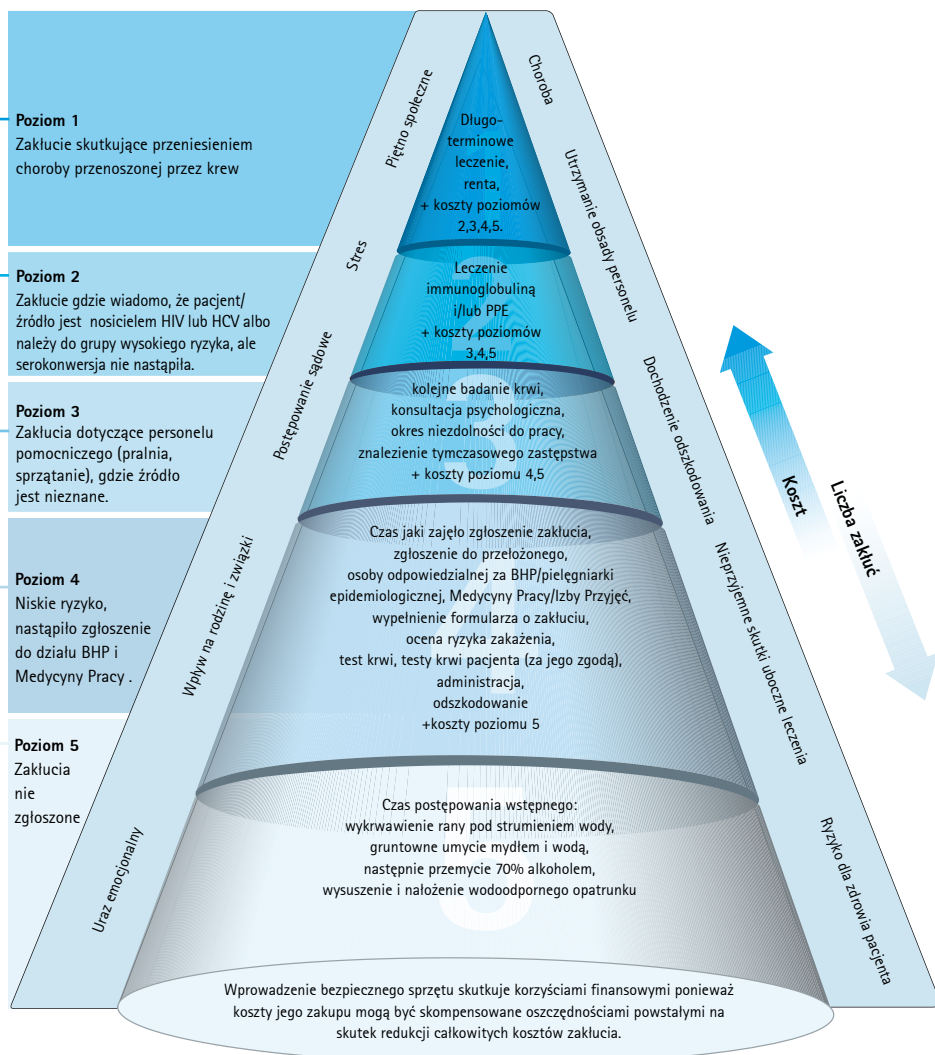 Poziom 1
Zakłucie skutkujące przeniesieniem
choroby przenoszonej przez krew
Poziom 2
Zakłucie gdzie wiadomo, że pacjent/
źródło jest nosicielem HIV lub HCV albo
należy do grupy wysokiego ryzyka, ale
serokonwersja nie nastąpiła.
Poziom 3
Zakłucia dotyczące personelu
pomocniczego (pralnia,
sprzątanie), gdzie źródło
jest nieznane.
Poziom 4
Niskie ryzyko,
nastąpiło zgłoszenie
do działu BHP i
Medycyny Pracy .
Poziom 5
Zakłucia
nie
zgłoszone
Piętno społeczne
Stres
Postępowanie sądowe
Wpływ na rodzinę i związki
Uraz emocjonalny
Długo-
terminowe
leczenie,
renta,
+ koszty poziomów
2,3,4,5.
2
Leczenie
immunoglobuliną
i/lub PPE
+ koszty poziomów
3,4,5
3
kolejne badanie krwi,
konsultacja psychologiczna,
okres niezdolności do pracy,
znalezienie tymczasowego zastępstwa
+ koszty poziomu 4,5
4
Czas jaki zajęło zgłoszenie zakłucia,
zgłoszenie do przełożonego,
osoby odpowiedzialnej za BHP/pielęgniarki
epidemiologicznej, Medycyny Pracy/Izby Przyjęć,
wypełnienie formularza o zakłuciu,
ocena ryzyka zakażenia,
test krwi, testy krwi pacjenta (za jego zgodą),
administracja,
odszkodowanie
+koszty poziomu 5
5
Czas postępowania wstępnego:
wykrwawienie rany pod strumieniem wody,
gruntowne umycie mydłem i wodą,
następnie przemycie 70% alkoholem,
wysuszenie i nałożenie wodoodpornego opatrunku
Wprowadzenie bezpiecznego sprzętu skutkuje korzyściami finansowymi ponieważ
koszty jego zakupu mogą być skompensowane oszczędnościami powstałymi na
skutek redukcji całkowitych kosztów zakłucia.
Choroba
Utrzymanie obsady personelu
Dochodzenie odszkodowania
Nieprzyjemne skutki uboczne leczenia
Ryzyko dla zdrowia pacjenta
Koszt
Liczba zakłuć